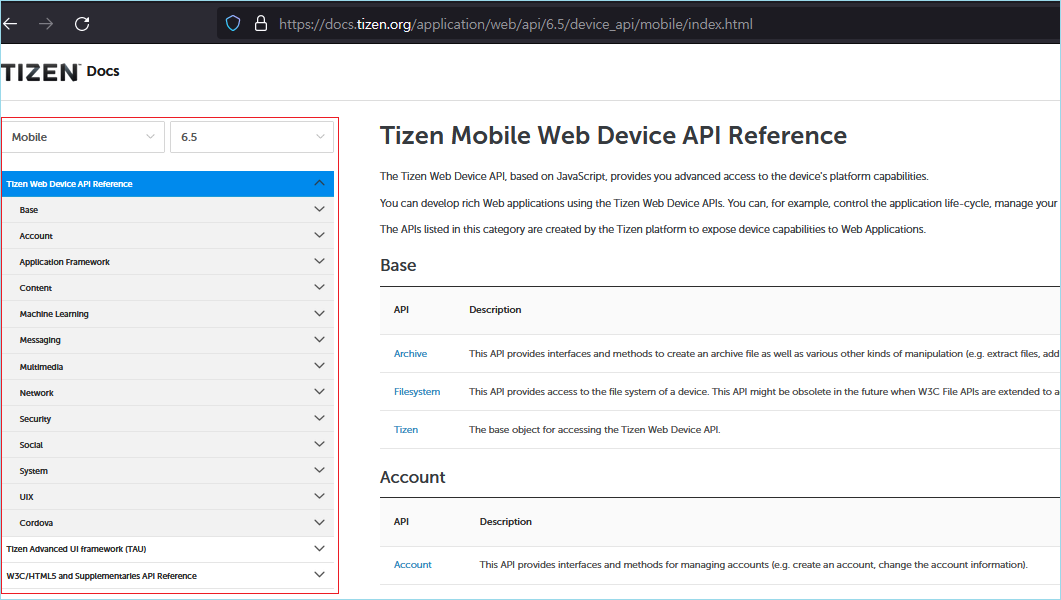 https://docs.tizen.org/application/web/api/6.5/device_api/mobile/index.html
TIZEN™ Docs
Mobile
6.5
Tizen Web Device API Reference
Base
Account
Application Framework
Content
Machine Learning
Messaging
Multimedia
Network
Security
Social
System
UIX
Cordova
Tizen Advanced UI framework (TAU)
W3C/HTML5 and Supplementaries API Reference
Tizen Mobile Web Device API Reference
The Tizen Web Device API, based on JavaScript, provides you advanced access to the device's platform capabilities.
You can develop rich Web applications using the Tizen Web Device APIs. You can, for example, control the application life-cycle, manage your
The APIs listed in this category are created by the Tizen platform to expose device capabilities to Web Applications.
Base
API Description
Archive This API provides interfaces and methods to create an archive file as well as various other kinds of manipulation (e.g. extract files, add
Filesystem This API provides access to the file system of a device. This API might be obsolete in the future when W3C File APIs are extended to a
Tizen The base object for accessing the Tizen Web Device API.
Account
API Description
Account This API provides interfaces and methods for managing accounts (e.g. create an account, change the account information).